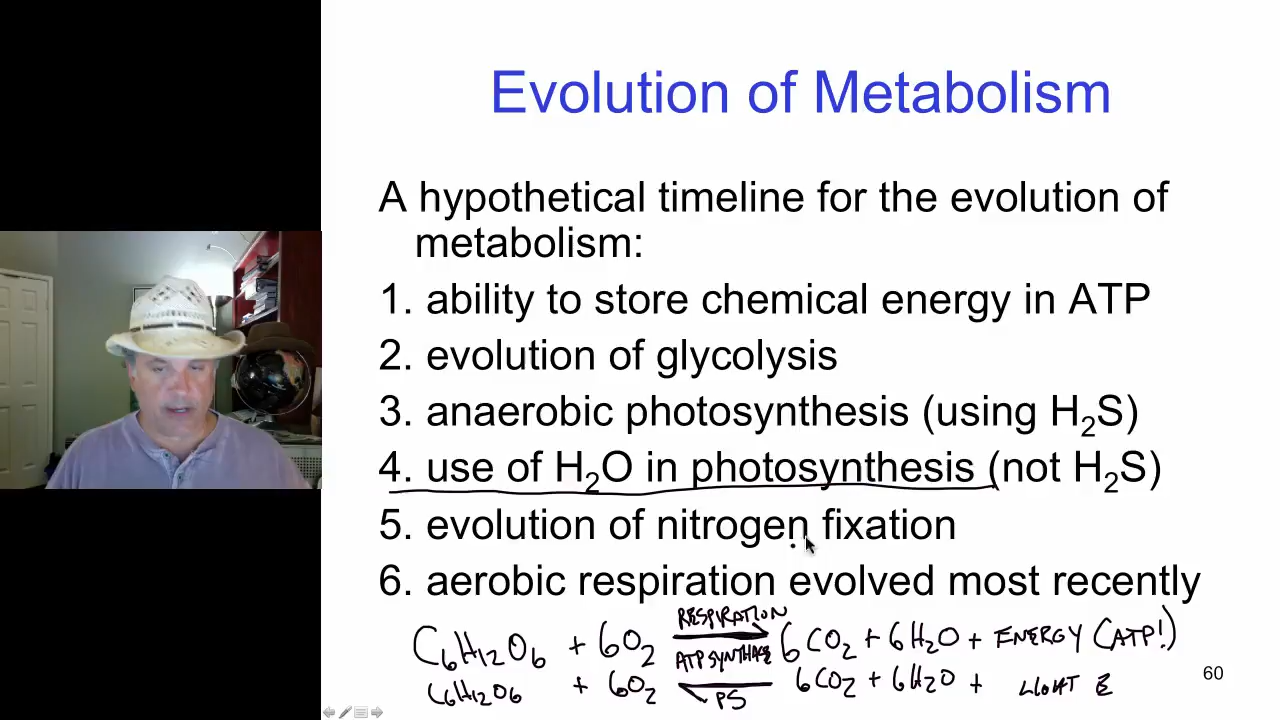 Evolution of Metabolism
A hypothetical timeline for the evolution of
metabolism:
1. ability to store chemical energy in ATP
2. evolution of glycolysis
3. anaerobic photosynthesis (using H₂S)
4. use of H₂O in photosynthesis (not H₂S)
5. evolution of nitrogen fixation
6. aerobic respiration evolved most recently
RESPIRATION
C₆H₁₂O₆ + 6O₂ → 6CO₂ + 6H₂O + ENERGY (ATP!)
ATP SYNTHASE
C₆H₁₂O₆ + 6O₂ ← 6CO₂ + 6H₂O + LIGHT E
PS
60